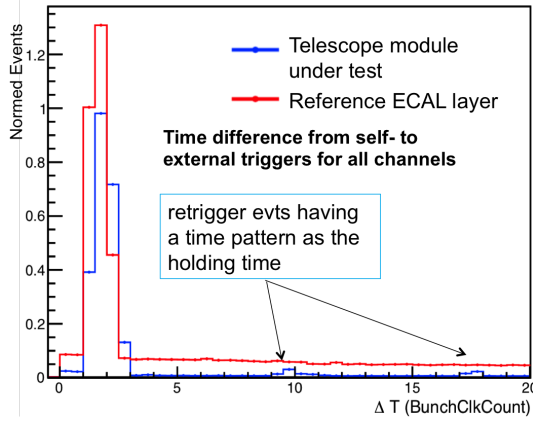 Normed Events
1.2
1
0.8
0.6
0.4
0.2
0
Telescope module
under test
Reference ECAL layer
Time difference from self- to
external triggers for all channels
retrigger evts having
a time pattern as the
holding time
0 5 10 15 20
Δ T (BunchClkCount)